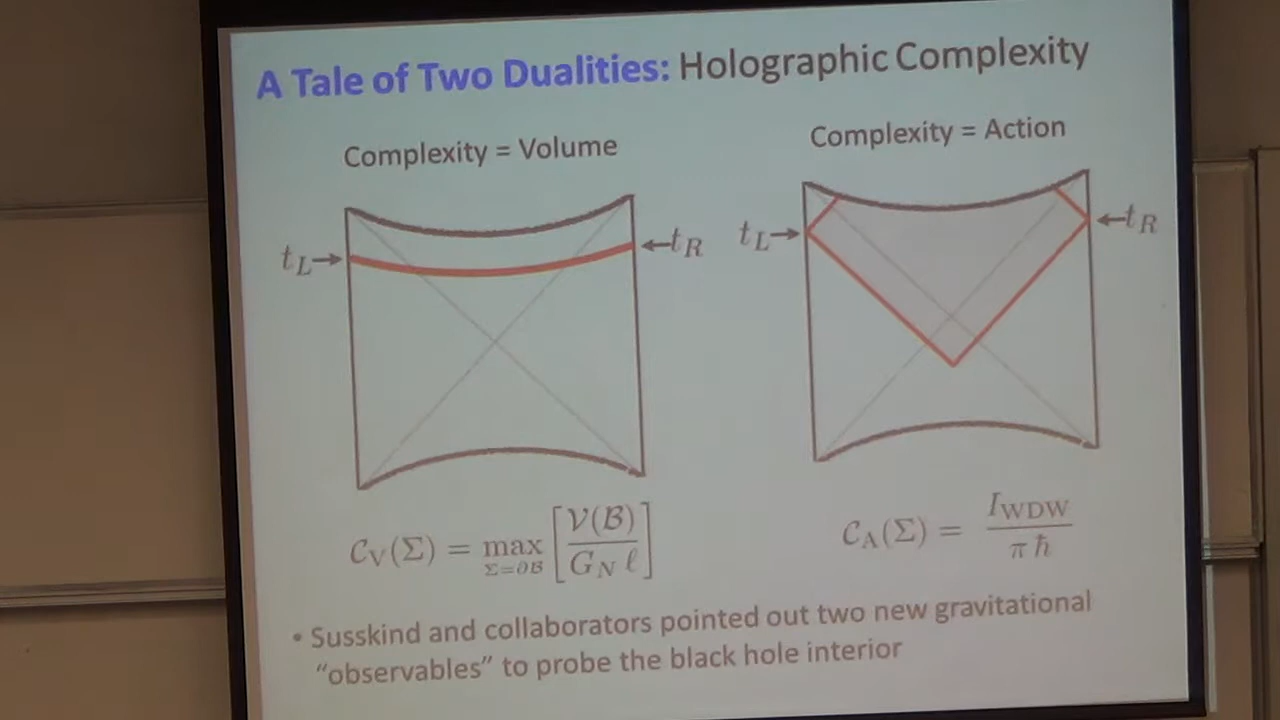 A Tale of Two Dualities: Holographic Complexity
Complexity = Volume
Complexity = Action
t_L→
←t_R
t_L→
←t_R
C_V(Σ) = max_{Σ=∂B} [V(B) / G_N ℓ]
C_A(Σ) = I_WDW / π ħ
• Susskind and collaborators pointed out two new gravitational
“observables” to probe the black hole interior